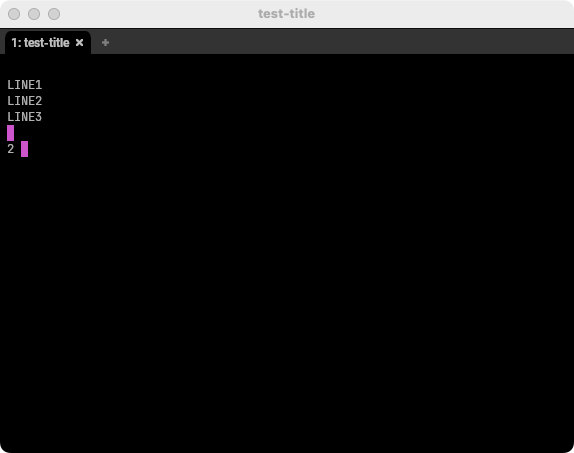 test-title
1: test-title × +
LINE1
LINE2
LINE3
2